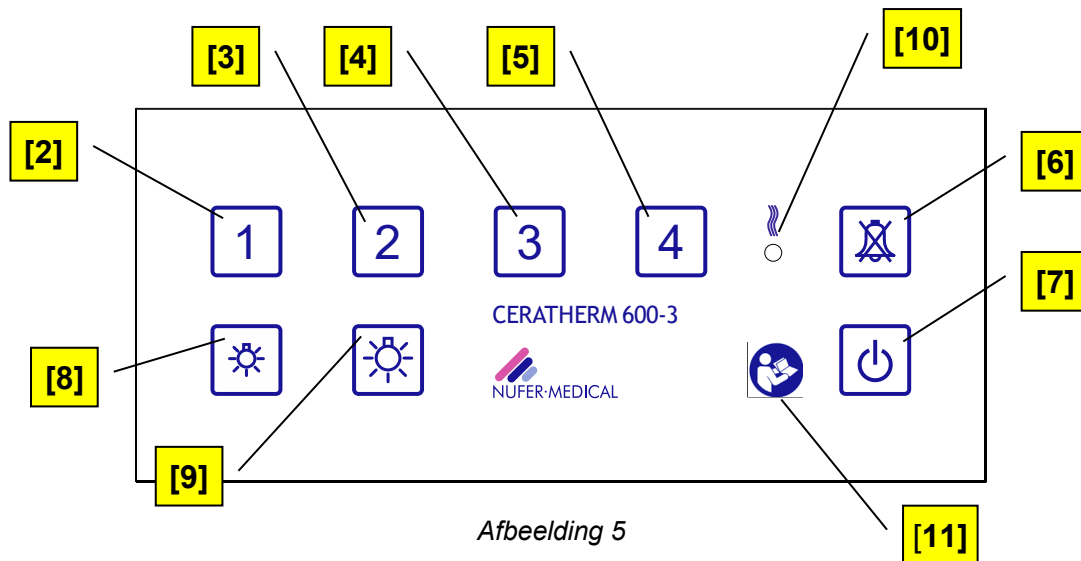 [10]
[3] [4] [5]
[2]
[6]
1 2 3 4
[7]
CERATHERM 600-3
[8]
NUFER·MEDICAL
[9]
Afbeelding 5
[11]